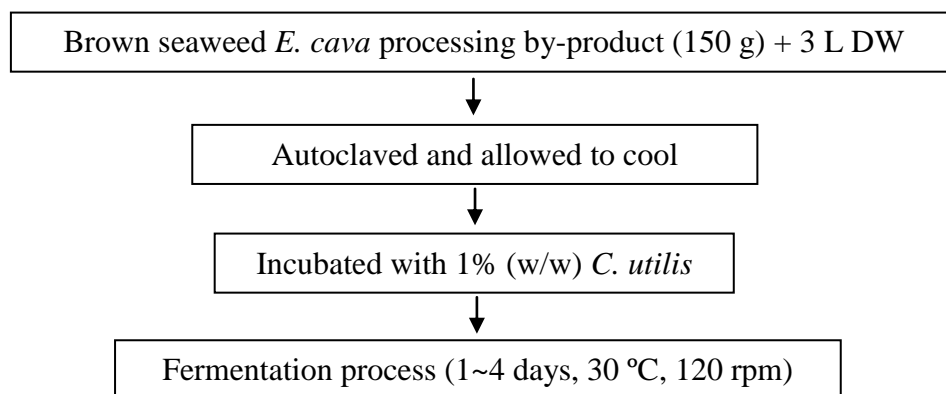 Brown seaweed E. cava processing by-product (150 g) + 3 L DW
Autoclaved and allowed to cool
Incubated with 1% (w/w) C. utilis
Fermentation process (1~4 days, 30 ºC, 120 rpm)